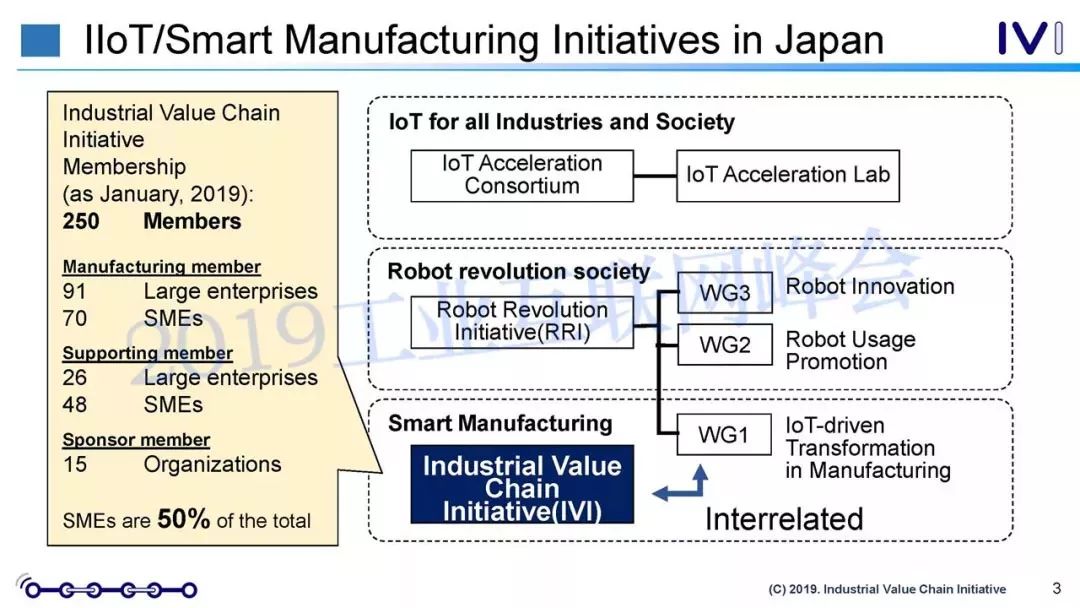 IIoT/Smart Manufacturing Initiatives in Japan
IVI
Industrial Value Chain
Initiative
Membership
(as January, 2019):
250 Members
Manufacturing member
91 Large enterprises
70 SMEs
Supporting member
26 Large enterprises
48 SMEs
Sponsor member
15 Organizations
SMEs are 50% of the total
IoT for all Industries and Society
IoT Acceleration
Consortium
IoT Acceleration Lab
Robot revolution society
Robot Revolution
Initiative(RRI)
WG3
Robot Innovation
WG2
Robot Usage
Promotion
Smart Manufacturing
WG1
IoT-driven
Transformation
in Manufacturing
Industrial Value
Chain
Initiative(IVI)
Interrelated
2019工业互联网峰会
(C) 2019. Industrial Value Chain Initiative
3